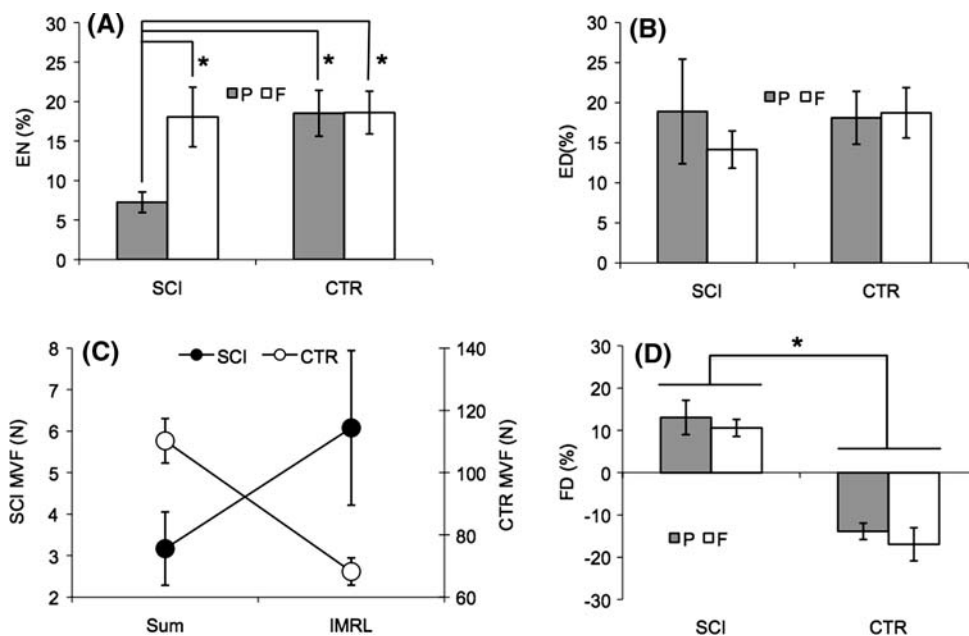 (A)
30
25
20
15
10
5
0
EN (%)
P F
*
*
*
SCI CTR
(B)
30
25
20
15
10
5
0
ED(%)
P F
SCI CTR
(C)
SCI CTR
8
7
6
5
4
3
2
SCI MVF (N)
140
120
100
80
60
CTR MVF (N)
Sum IMRL
(D)
30
20
10
0
-10
-20
-30
FD (%)
*
P F
SCI CTR